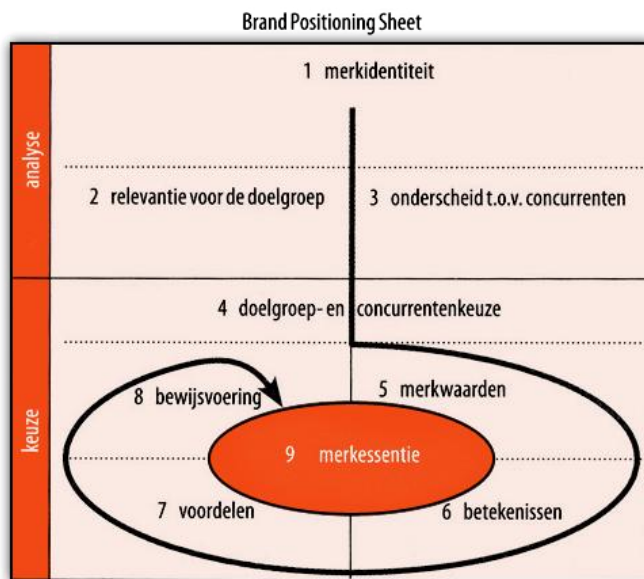 Brand Positioning Sheet
analyse
1 merkidentiteit
2 relevantie voor de doelgroep
3 onderscheid t.o.v. concurrenten
keuze
4 doelgroep- en concurrentenkeuze
5 merkwaarden
8 bewijsvoering
9 merkessentie
7 voordelen
6 betekenissen